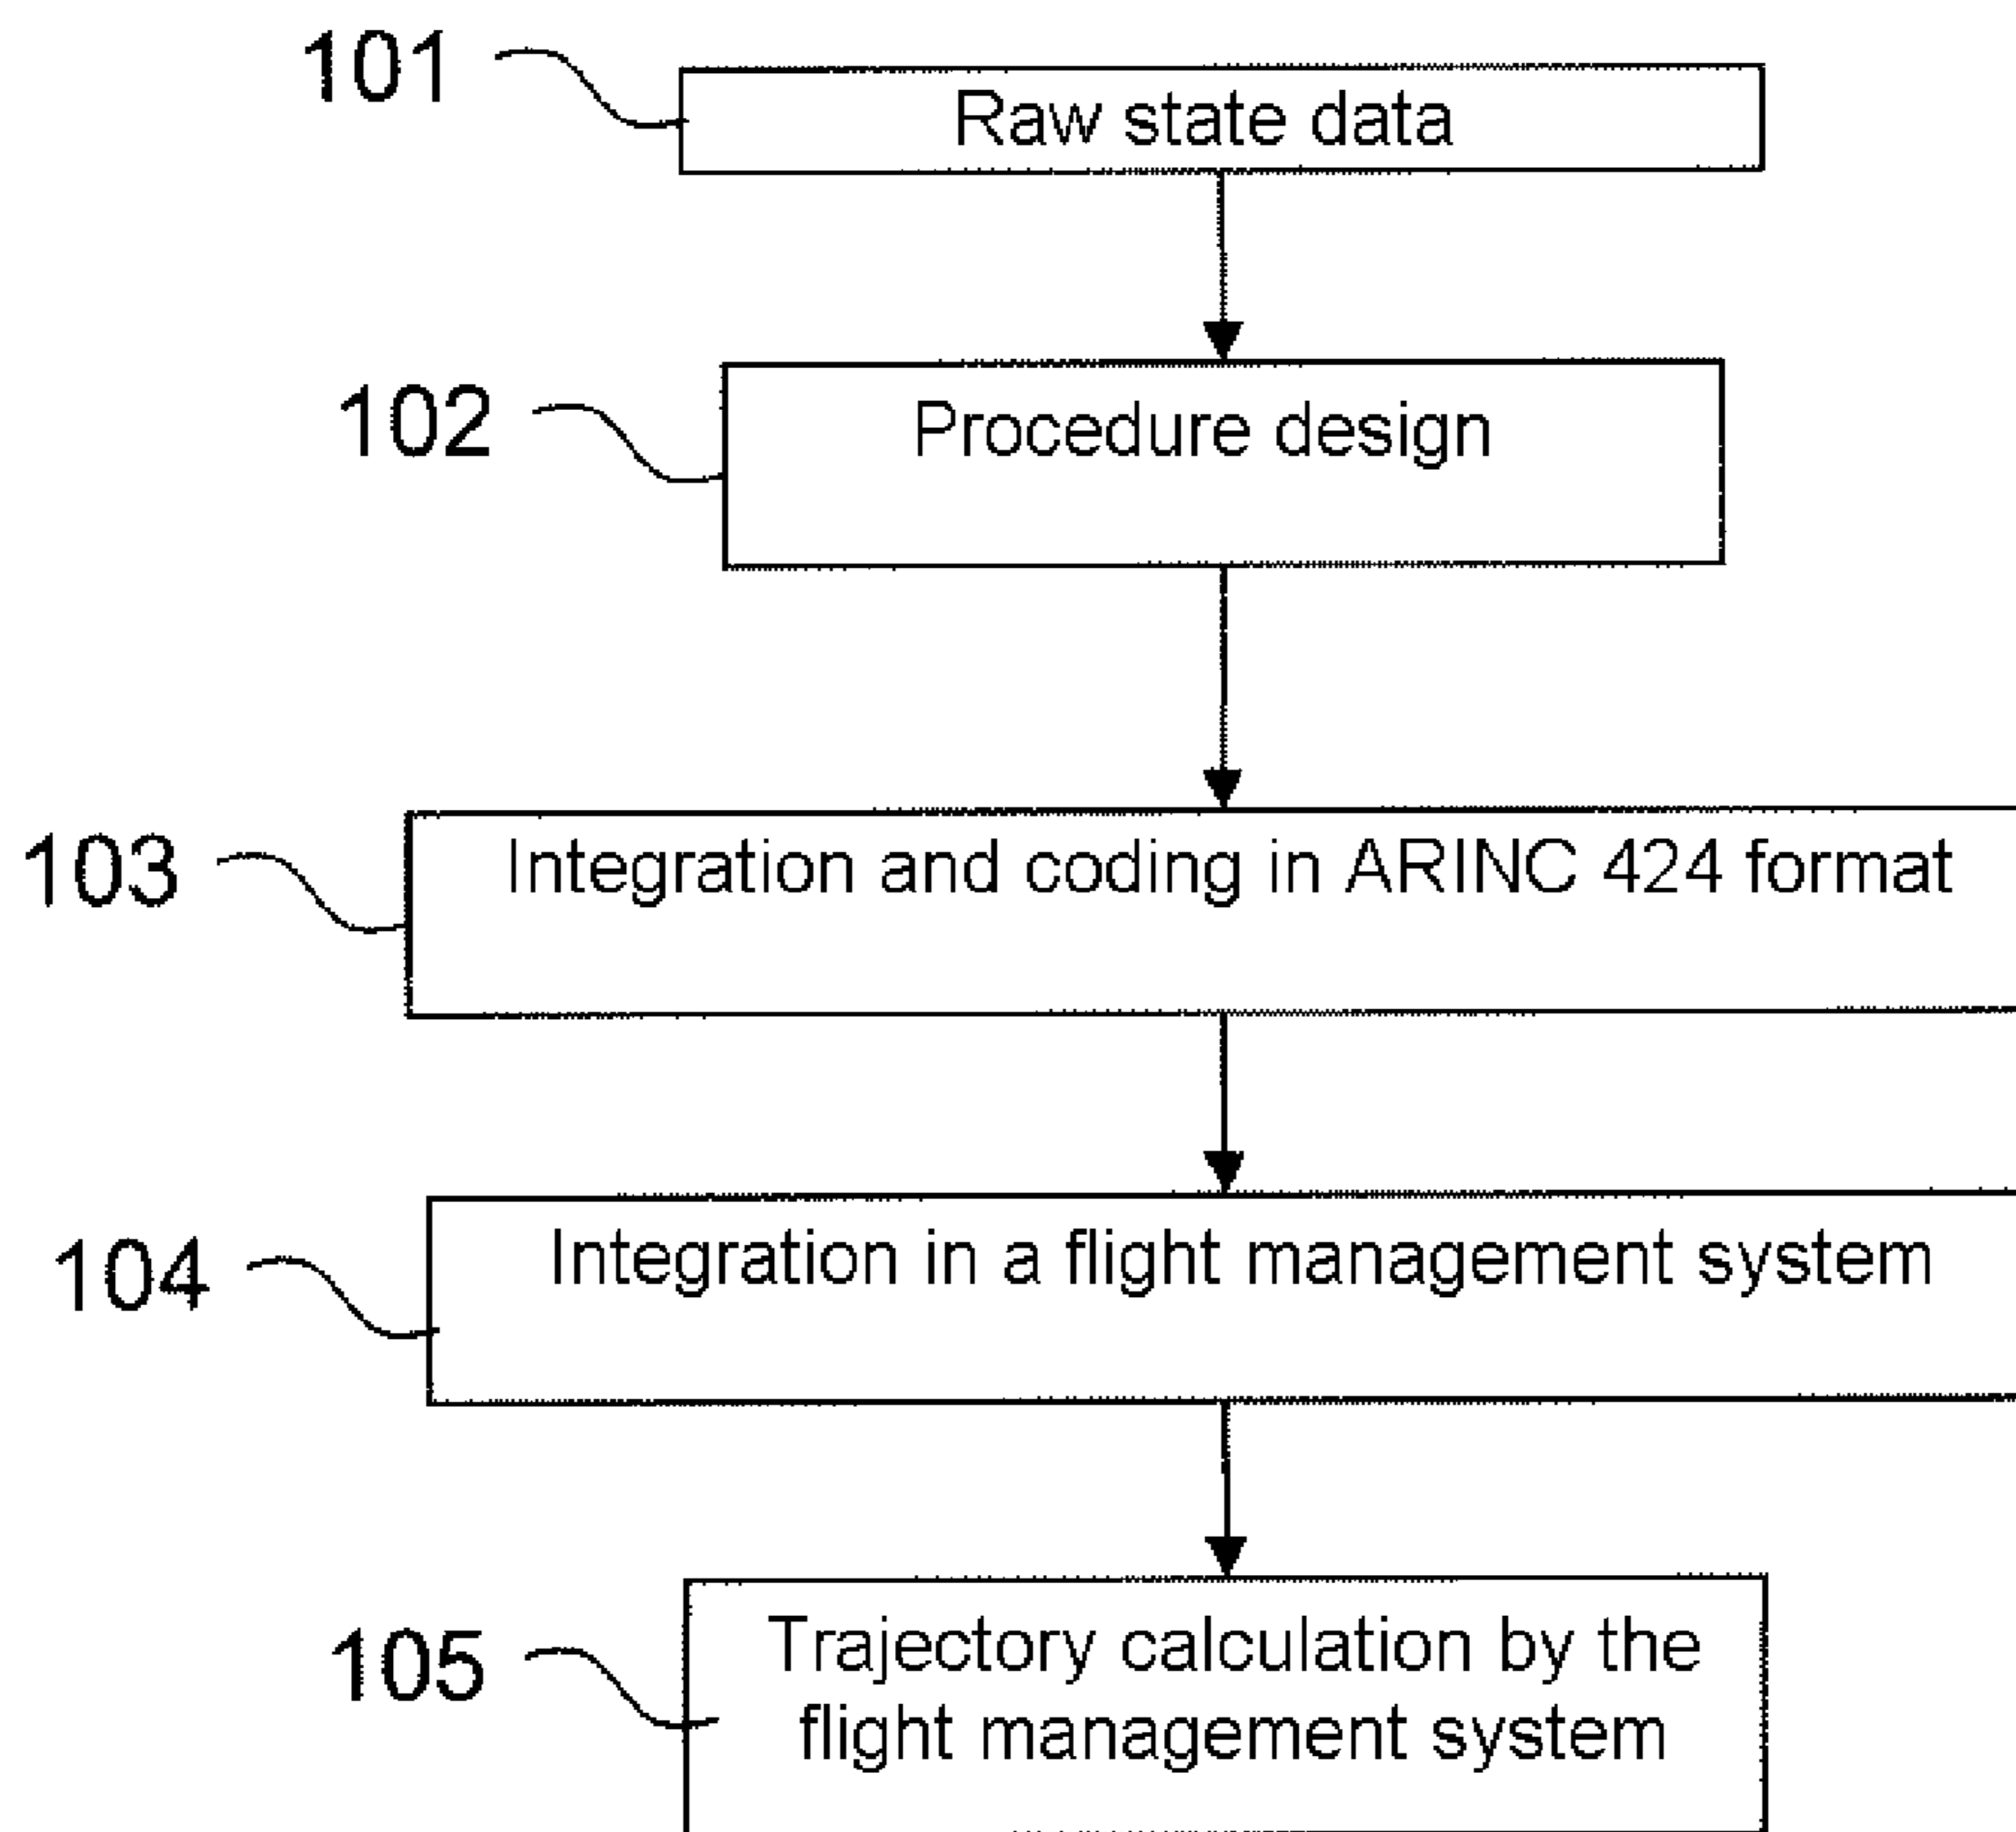 101
Raw state data
102
Procedure design
103
Integration and coding in ARINC 424 format
104
Integration in a flight management system
105
Trajectory calculation by the
flight management system